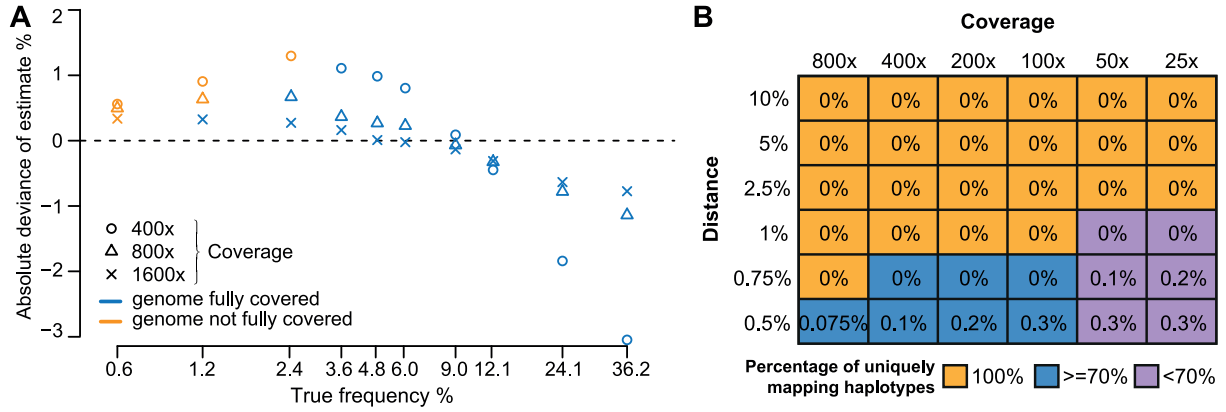 A
Absolute deviance of estimate %
2
1
0
−1
−2
−3
400x
800x
1600x
Coverage
genome fully covered
genome not fully covered
0.6 1.2 2.4 3.6 4.8 6.0 9.0 12.1 24.1 36.2
True frequency %
B
Coverage
800x 400x 200x 100x 50x 25x
Distance
10% 0% 0% 0% 0% 0% 0%
5% 0% 0% 0% 0% 0% 0%
2.5% 0% 0% 0% 0% 0% 0%
1% 0% 0% 0% 0% 0% 0%
0.75% 0% 0% 0% 0% 0.1% 0.2%
0.5% 0.075% 0.1% 0.2% 0.3% 0.3% 0.3%
Percentage of uniquely
mapping haplotypes
100% >=70% <70%